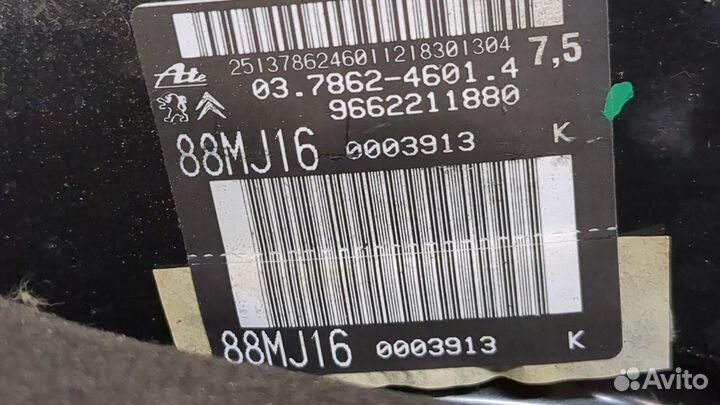 2513786246011218301304
7,5
Ate
03.7862-4601.4
9662211880
88MJ16 0003913 K
88MJ16 0003913 K
Avito